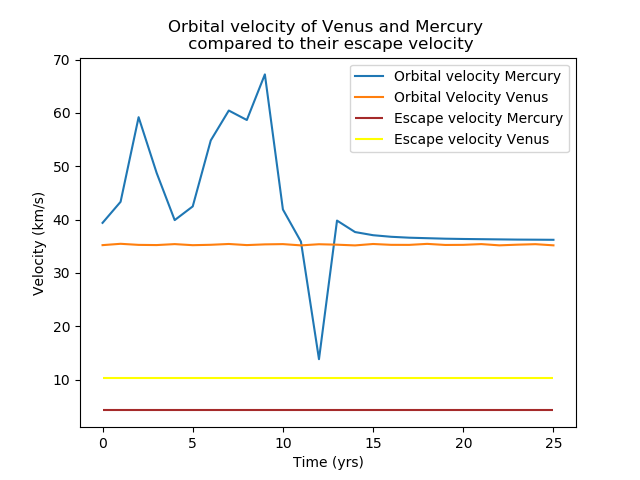 Orbital velocity of Venus and Mercury
compared to their escape velocity
Orbital velocity Mercury
Orbital Velocity Venus
Escape velocity Mercury
Escape velocity Venus
Velocity (km/s)
70
60
50
40
30
20
10
0 5 10 15 20 25
Time (yrs)